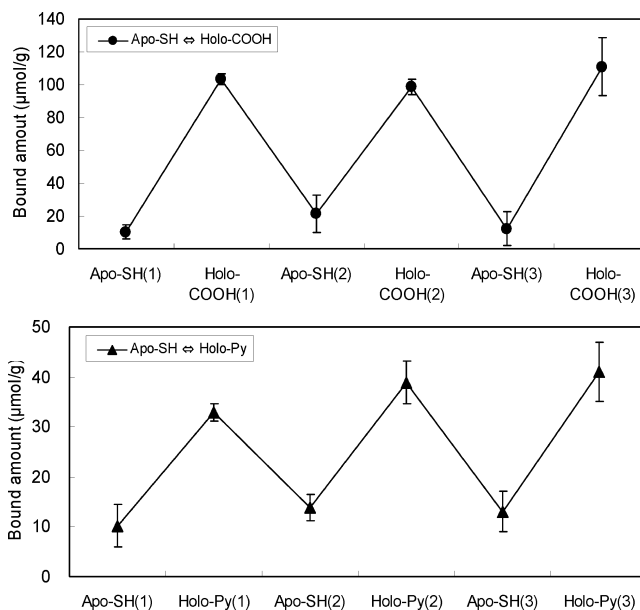 140
120
100
80
60
40
20
0
Bound amout (μmol/g)
Apo-SH ⇔ Holo-COOH
Apo-SH(1) Holo-COOH(1) Apo-SH(2) Holo-COOH(2) Apo-SH(3) Holo-COOH(3)
50
40
30
20
10
0
Bound amount (μmol/g)
Apo-SH ⇔ Holo-Py
Apo-SH(1) Holo-Py(1) Apo-SH(2) Holo-Py(2) Apo-SH(3) Holo-Py(3)